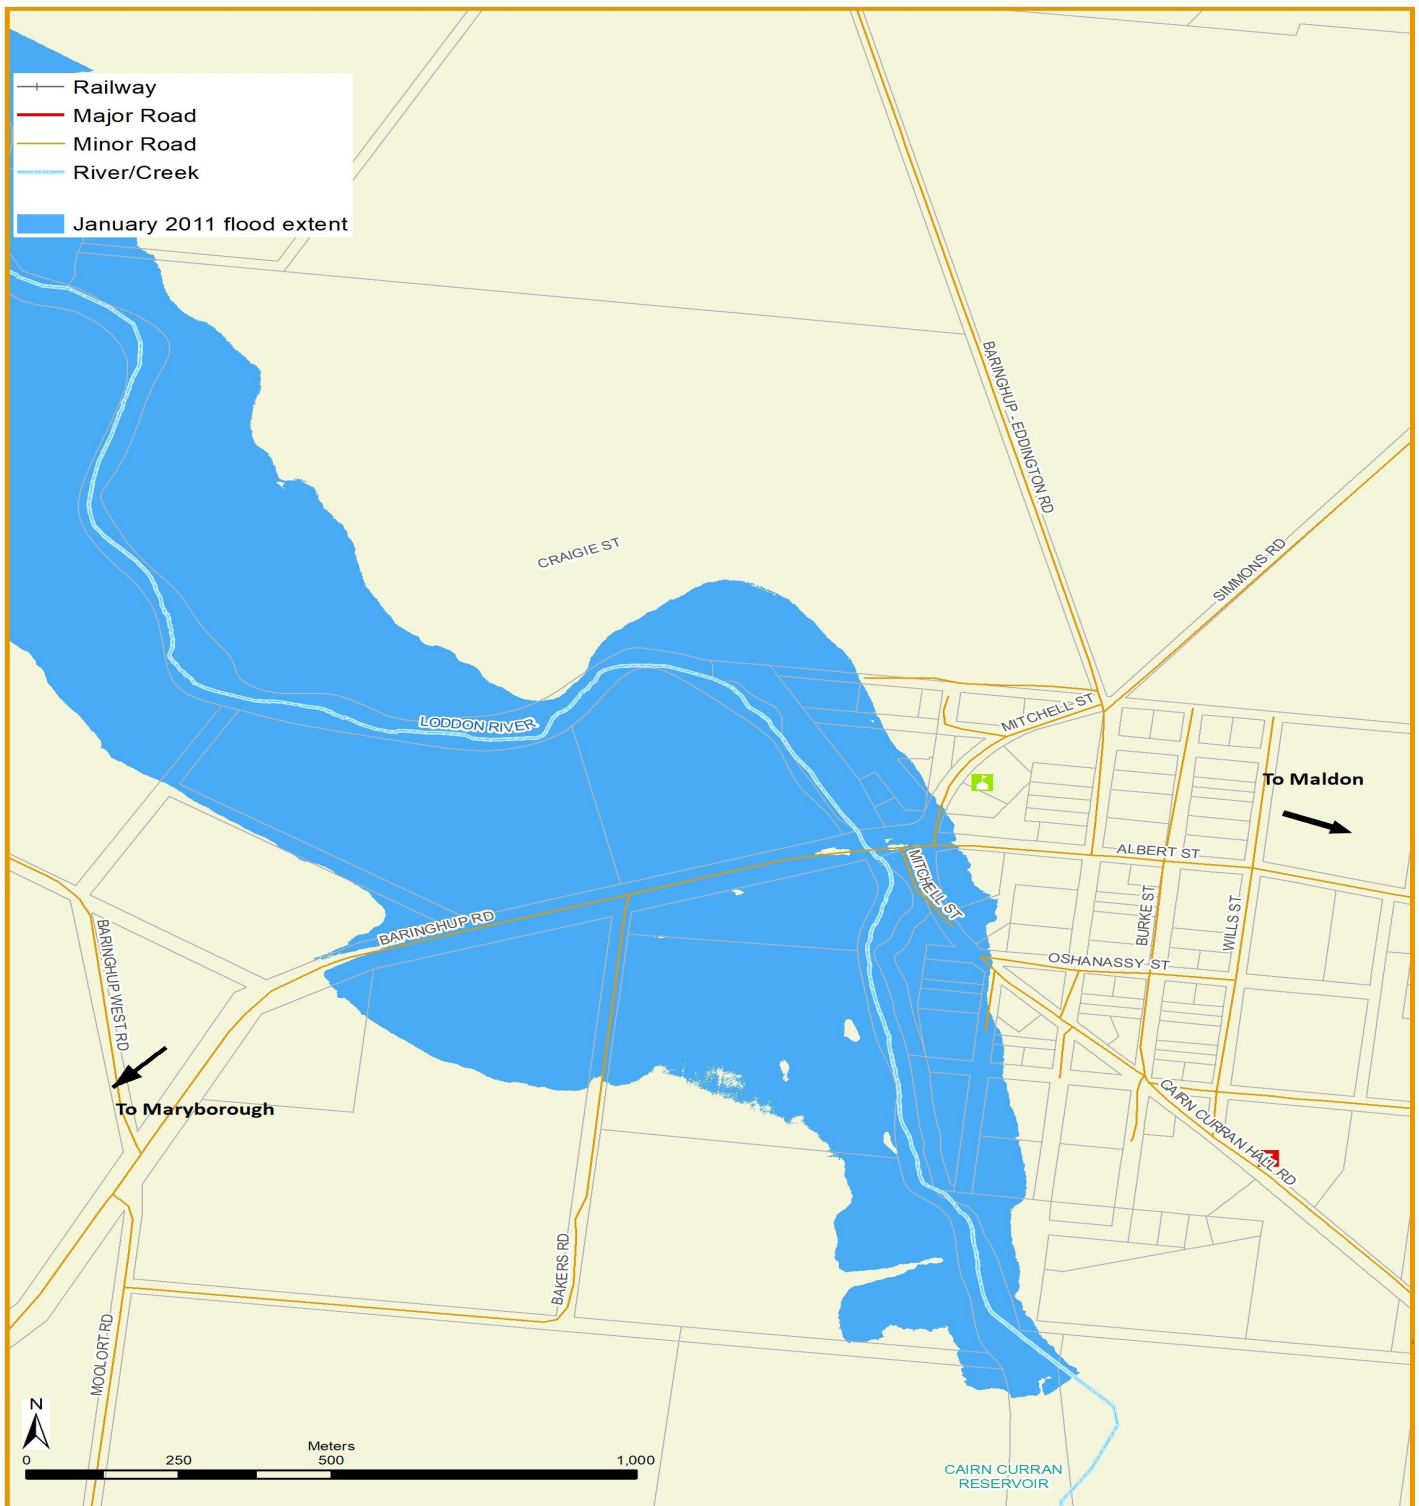 Railway
Major Road
Minor Road
River/Creek
January 2011 flood extent
BARINGHUP - EDDINGTON RD
CRAIGIE ST
SIMMONS RD
LODDON RIVER
MITCHELL ST
To Maldon
ALBERT ST
MITCHELL ST
BURKE ST
WILLS ST
BARINGHUP RD
OSHANASSY ST
BARINGHUP WEST RD
To Maryborough
CAIRN CURRAN HALL RD
BAKERS RD
MOOLORT RD
N
Meters
0 250 500 1,000
CAIRN CURRAN
RESERVOIR